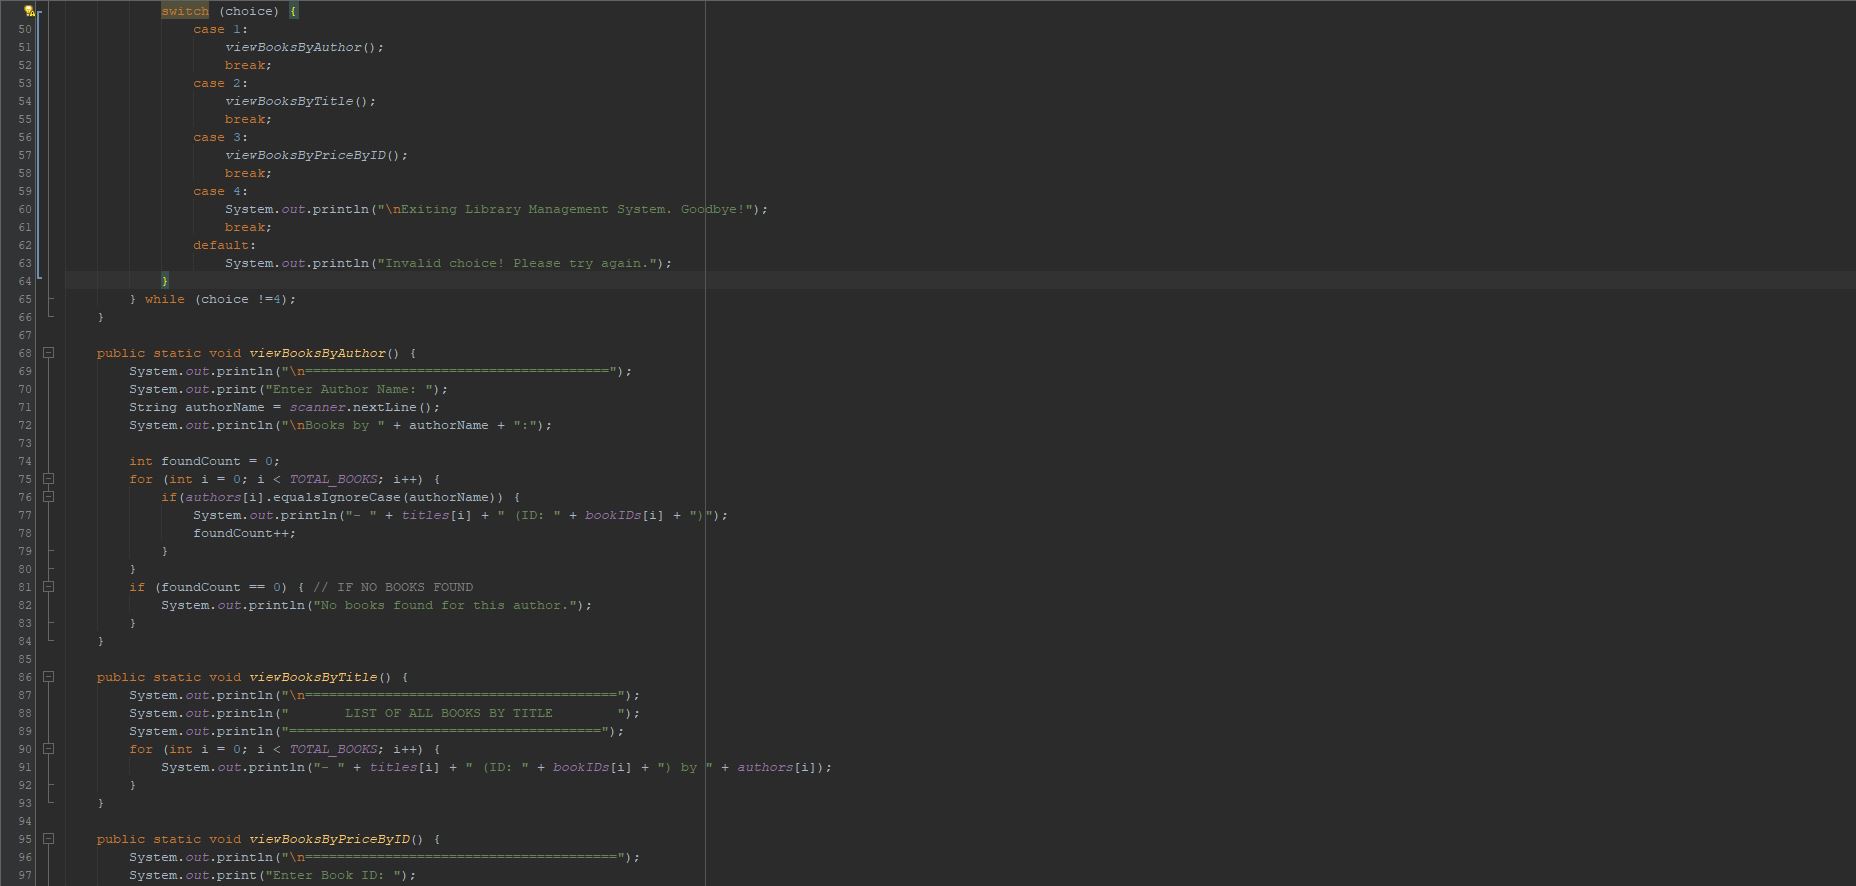 switch (choice) {
50 case 1:
51 viewBooksByAuthor();
52 break;
53 case 2:
54 viewBooksByTitle();
55 break;
56 case 3:
57 viewBooksByPriceByID();
58 break;
59 case 4:
60 System.out.println("\nExiting Library Management System. Goodbye!");
61 break;
62 default:
63 System.out.println("Invalid choice! Please try again.");
64 }
65 } while (choice !=4);
66 }
67
68 public static void viewBooksByAuthor() {
69 System.out.println("\n======================================");
70 System.out.print("Enter Author Name: ");
71 String authorName = scanner.nextLine();
72 System.out.println("\nBooks by " + authorName + ":");
73
74 int foundCount = 0;
75 for (int i = 0; i < TOTAL_BOOKS; i++) {
76 if(authors[i].equalsIgnoreCase(authorName)) {
77 System.out.println("- " + titles[i] + " (ID: " + bookIDs[i] + ")");
78 foundCount++;
79 }
80 }
81 if (foundCount == 0) { // IF NO BOOKS FOUND
82 System.out.println("No books found for this author.");
83 }
84 }
85
86 public static void viewBooksByTitle() {
87 System.out.println("\n=======================================");
88 System.out.println("       LIST OF ALL BOOKS BY TITLE        ");
89 System.out.println("=======================================");
90 for (int i = 0; i < TOTAL_BOOKS; i++) {
91 System.out.println("- " + titles[i] + " (ID: " + bookIDs[i] + ") by " + authors[i]);
92 }
93 }
94
95 public static void viewBooksByPriceByID() {
96 System.out.println("\n=======================================");
97 System.out.print("Enter Book ID: ");